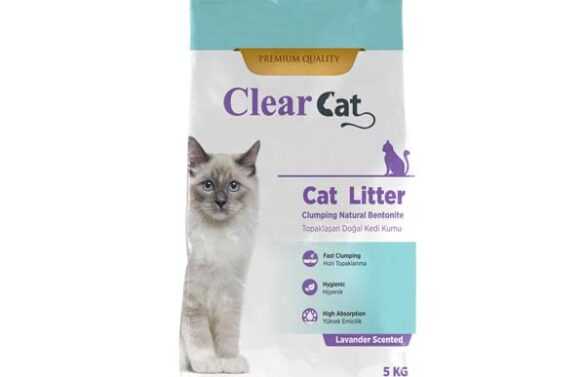 PREMIUM QUALITY
Clear Cat
Cat Litter
Clumping Natural Bentonite
Topaklaşan Doğal Kedi Kumu
Fast Clumping
Hızlı Topaklanma
Hygienic
Hijyenik
High Absorption
Yüksek Emicilik
Lavander Scented
5 KG